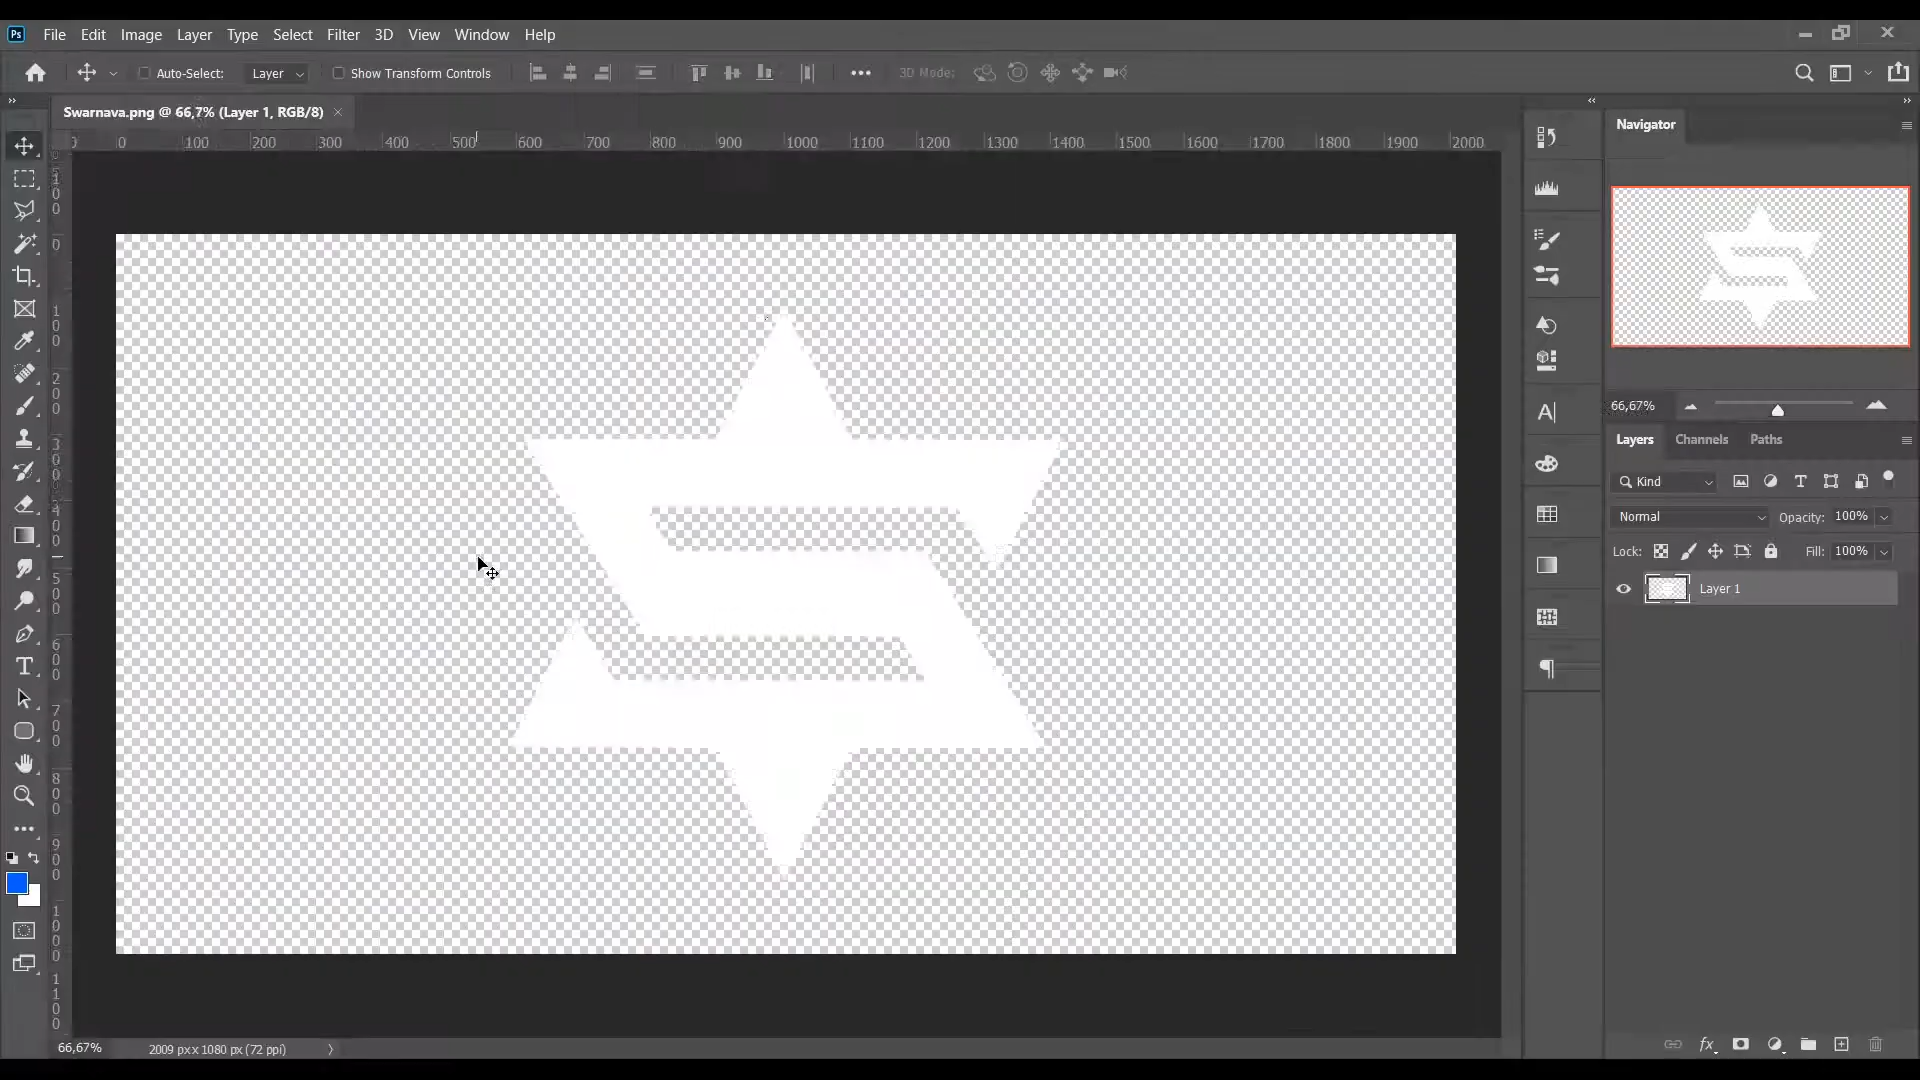 Ps File Edit Image Layer Type Select Filter 3D View Window Help
Auto-Select: Layer Show Transform Controls 3D Mode:
Swarnava.png @ 66,7% (Layer 1, RGB/8)
0 100 200 300 400 500 600 700 800 900 1000 1100 1200 1300 1400 1500 1600 1700 1800 1900 2000
100
0
100
200
300
400
500
600
700
800
900
1000
1100
Navigator
66,67%
Layers Channels Paths
Kind
Normal Opacity: 100%
Lock: Fill: 100%
Layer 1
fx
66,67% 2009 px x 1080 px (72 ppi)